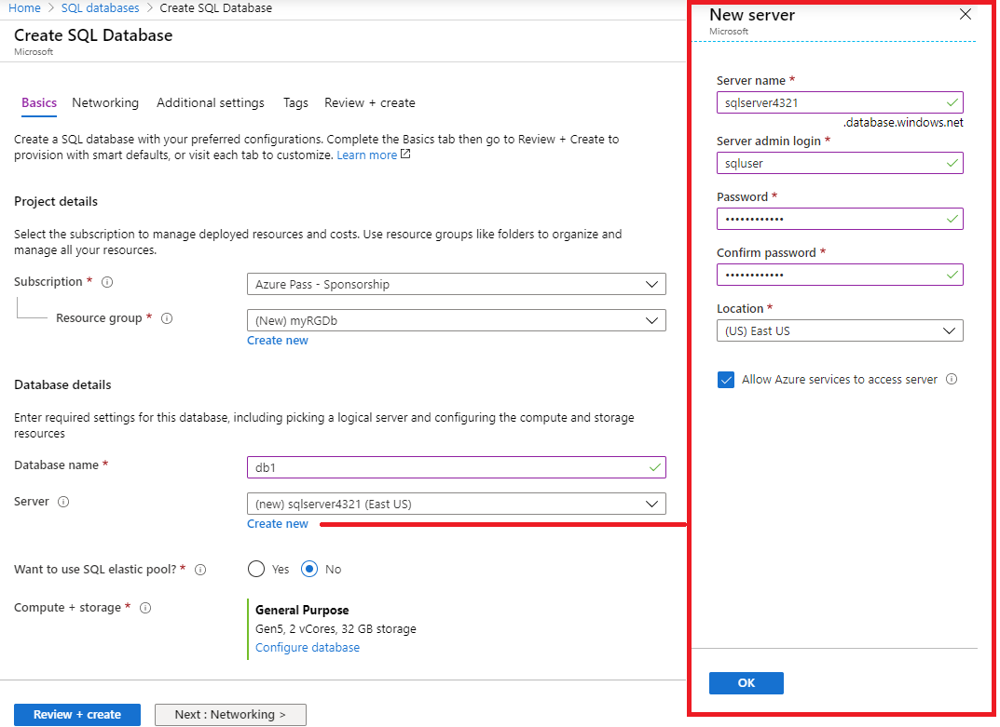 Home > SQL databases > Create SQL Database
Create SQL Database
Microsoft
Basics Networking Additional settings Tags Review + create
Create a SQL database with your preferred configurations. Complete the Basics tab then go to Review + Create to
provision with smart defaults, or visit each tab to customize. Learn more
Project details
Select the subscription to manage deployed resources and costs. Use resource groups like folders to organize and
manage all your resources.
Subscription *
Azure Pass - Sponsorship
Resource group *
(New) myRGDb
Create new
Database details
Enter required settings for this database, including picking a logical server and configuring the compute and storage
resources
Database name *
db1
Server
(new) sqlserver4321 (East US)
Create new
Want to use SQL elastic pool? *
Yes No
Compute + storage *
General Purpose
Gen5, 2 vCores, 32 GB storage
Configure database
Review + create
Next : Networking >
New server
Microsoft
Server name *
sqlserver4321
.database.windows.net
Server admin login *
sqluser
Password *
••••••••••••
Confirm password *
••••••••••••
Location *
(US) East US
Allow Azure services to access server
OK